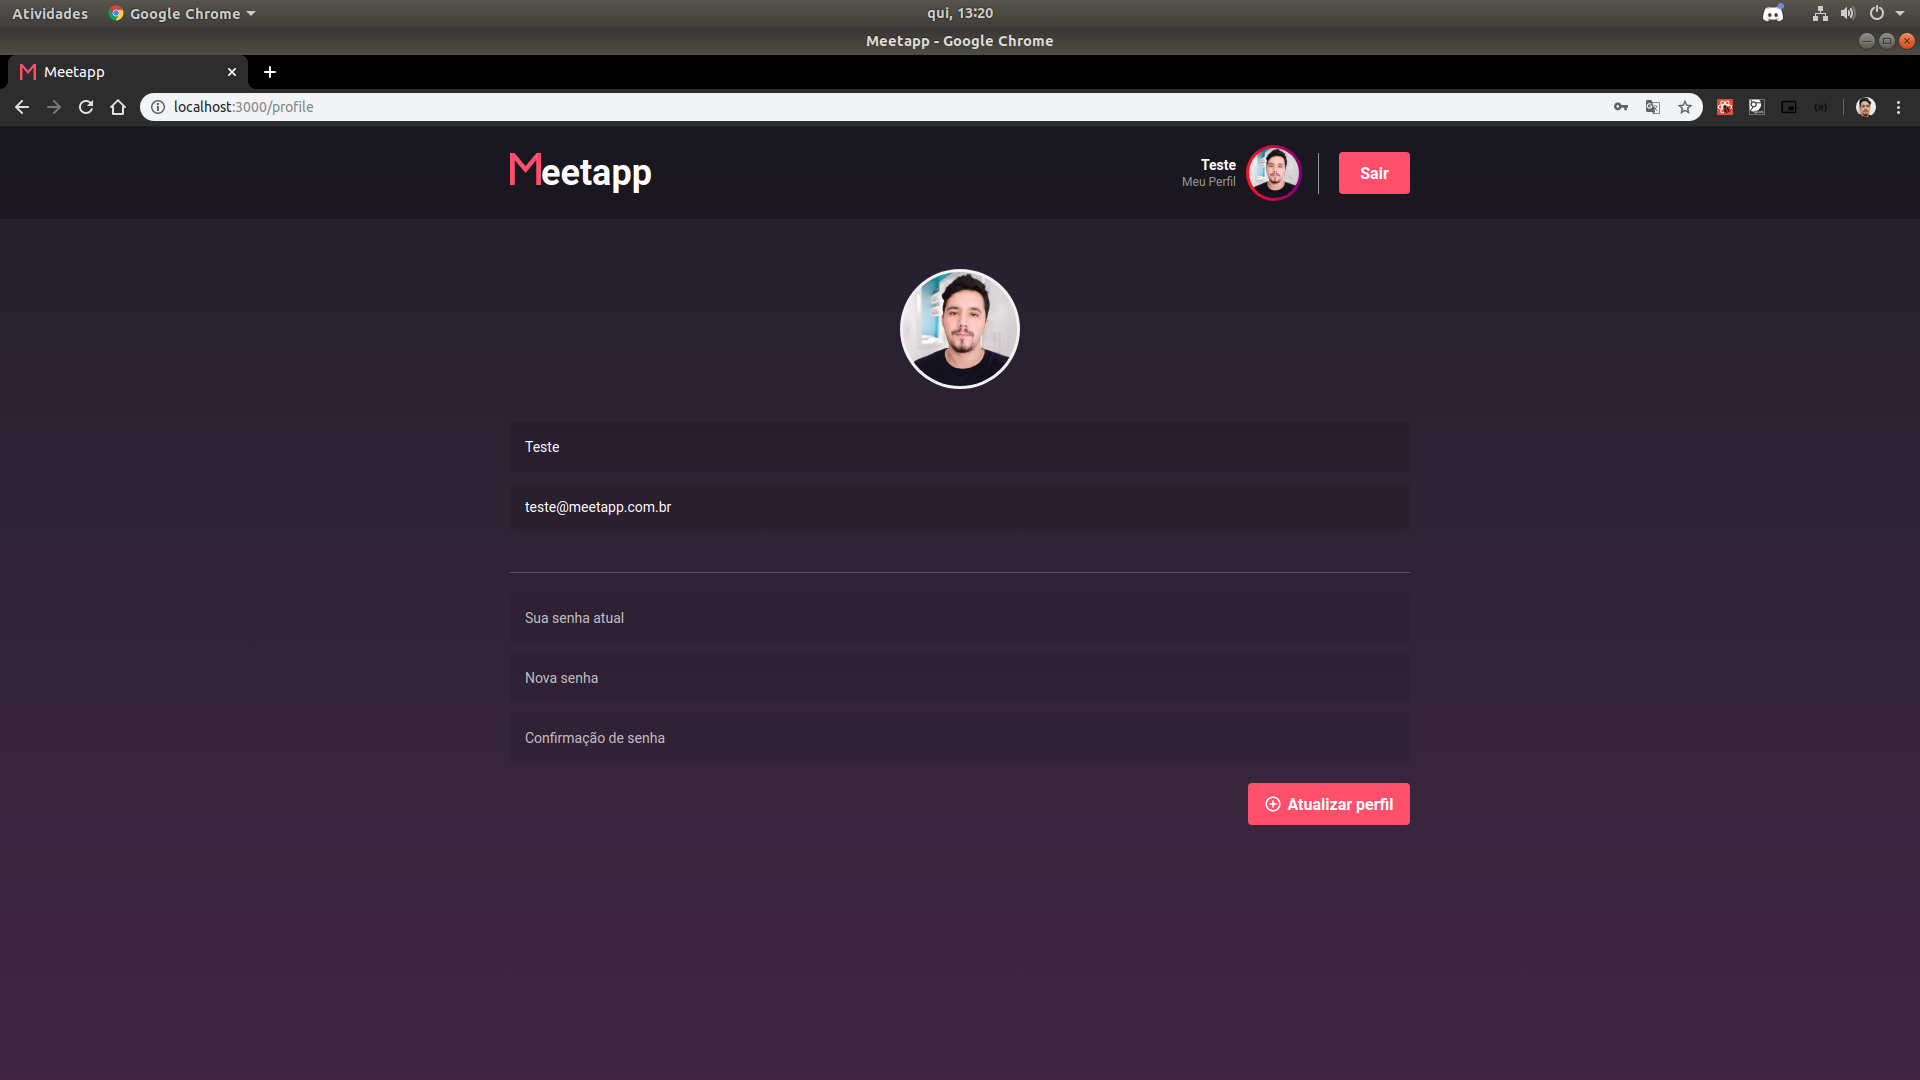 Atividades Google Chrome qui, 13:20
Meetapp - Google Chrome
Meetapp
localhost:3000/profile
Meetapp
Teste
Meu Perfil
Sair
Teste
teste@meetapp.com.br
Sua senha atual
Nova senha
Confirmação de senha
Atualizar perfil